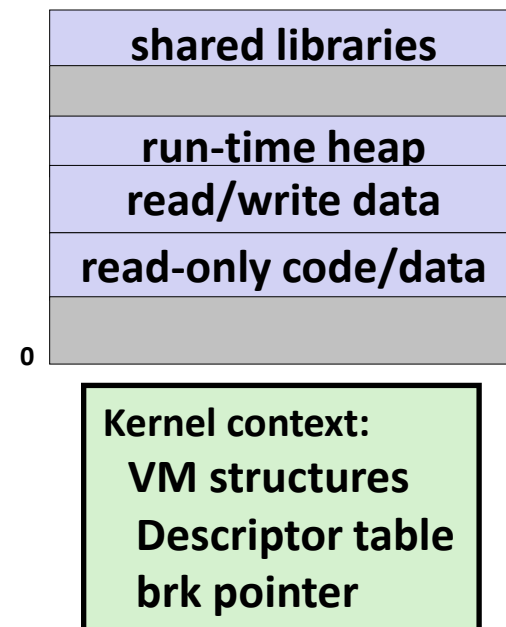 shared libraries
run-time heap
read/write data
read-only code/data
0
Kernel context:
VM structures
Descriptor table
brk pointer